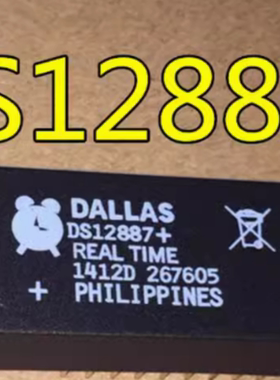 S1288
DALLAS
DS12887+
REAL TIME
1412D 267605
+ PHILIPPINES